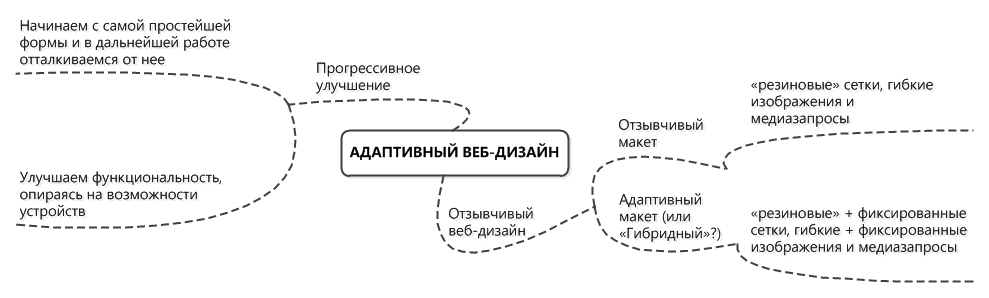 Начинаем с самой простейшей
формы и в дальнейшей работе
отталкиваемся от нее
Прогрессивное
улучшение
«резиновые» сетки, гибкие
изображения и
медиазапросы
Отзывчивый
макет
АДАПТИВНЫЙ ВЕБ-ДИЗАЙН
Улучшаем функциональность,
опираясь на возможности
устройств
Отзывчивый
веб-дизайн
Адаптивный
макет (или
«Гибридный»?)
«резиновые» + фиксированные
сетки, гибкие + фиксированные
изображения и медиазапросы